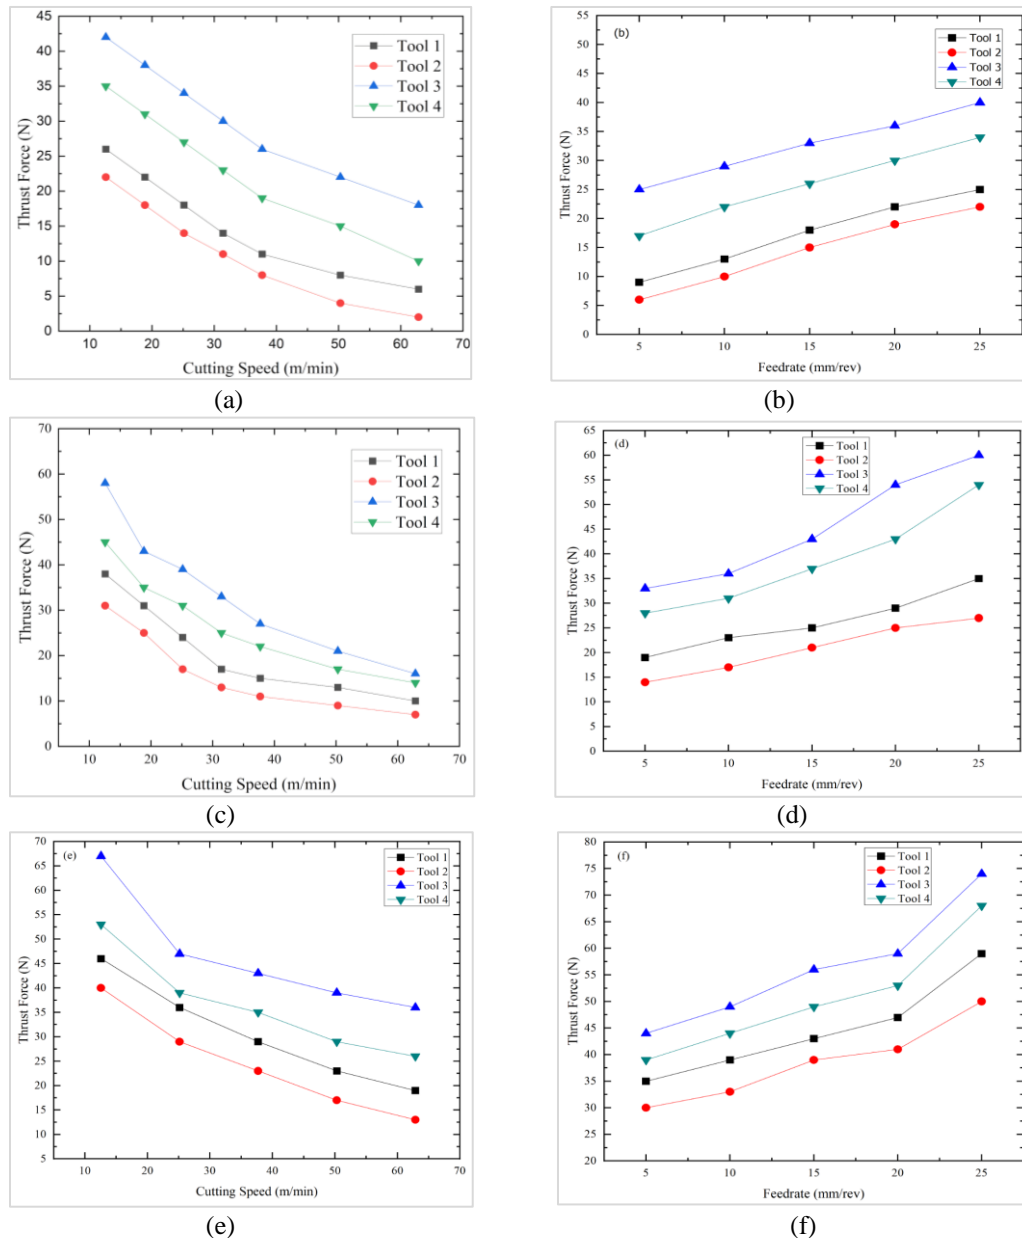 45
40
35
30
25
20
15
10
5
0
Thrust Force (N)
Tool 1
Tool 2
Tool 3
Tool 4
10 20 30 40 50 60 70
Cutting Speed (m/min)
(a)
(b)
55
50
45
40
35
30
25
20
15
10
5
0
Thrust Force (N)
Tool 1
Tool 2
Tool 3
Tool 4
5 10 15 20 25
Feedrate (mm/rev)
(b)
70
60
50
40
30
20
10
0
Thrust Force (N)
Tool 1
Tool 2
Tool 3
Tool 4
10 20 30 40 50 60 70
Cutting Speed (m/min)
(c)
(d)
65
60
55
50
45
40
35
30
25
20
15
10
5
0
Thrust Force (N)
Tool 1
Tool 2
Tool 3
Tool 4
5 10 15 20 25
Feedrate (mm/rev)
(d)
(e)
70
65
60
55
50
45
40
35
30
25
20
15
10
5
Thrust Force (N)
Tool 1
Tool 2
Tool 3
Tool 4
10 20 30 40 50 60 70
Cutting Speed (m/min)
(e)
(f)
80
75
70
65
60
55
50
45
40
35
30
25
20
Thrust Force (N)
Tool 1
Tool 2
Tool 3
Tool 4
5 10 15 20 25
Feedrate (mm/rev)
(f)